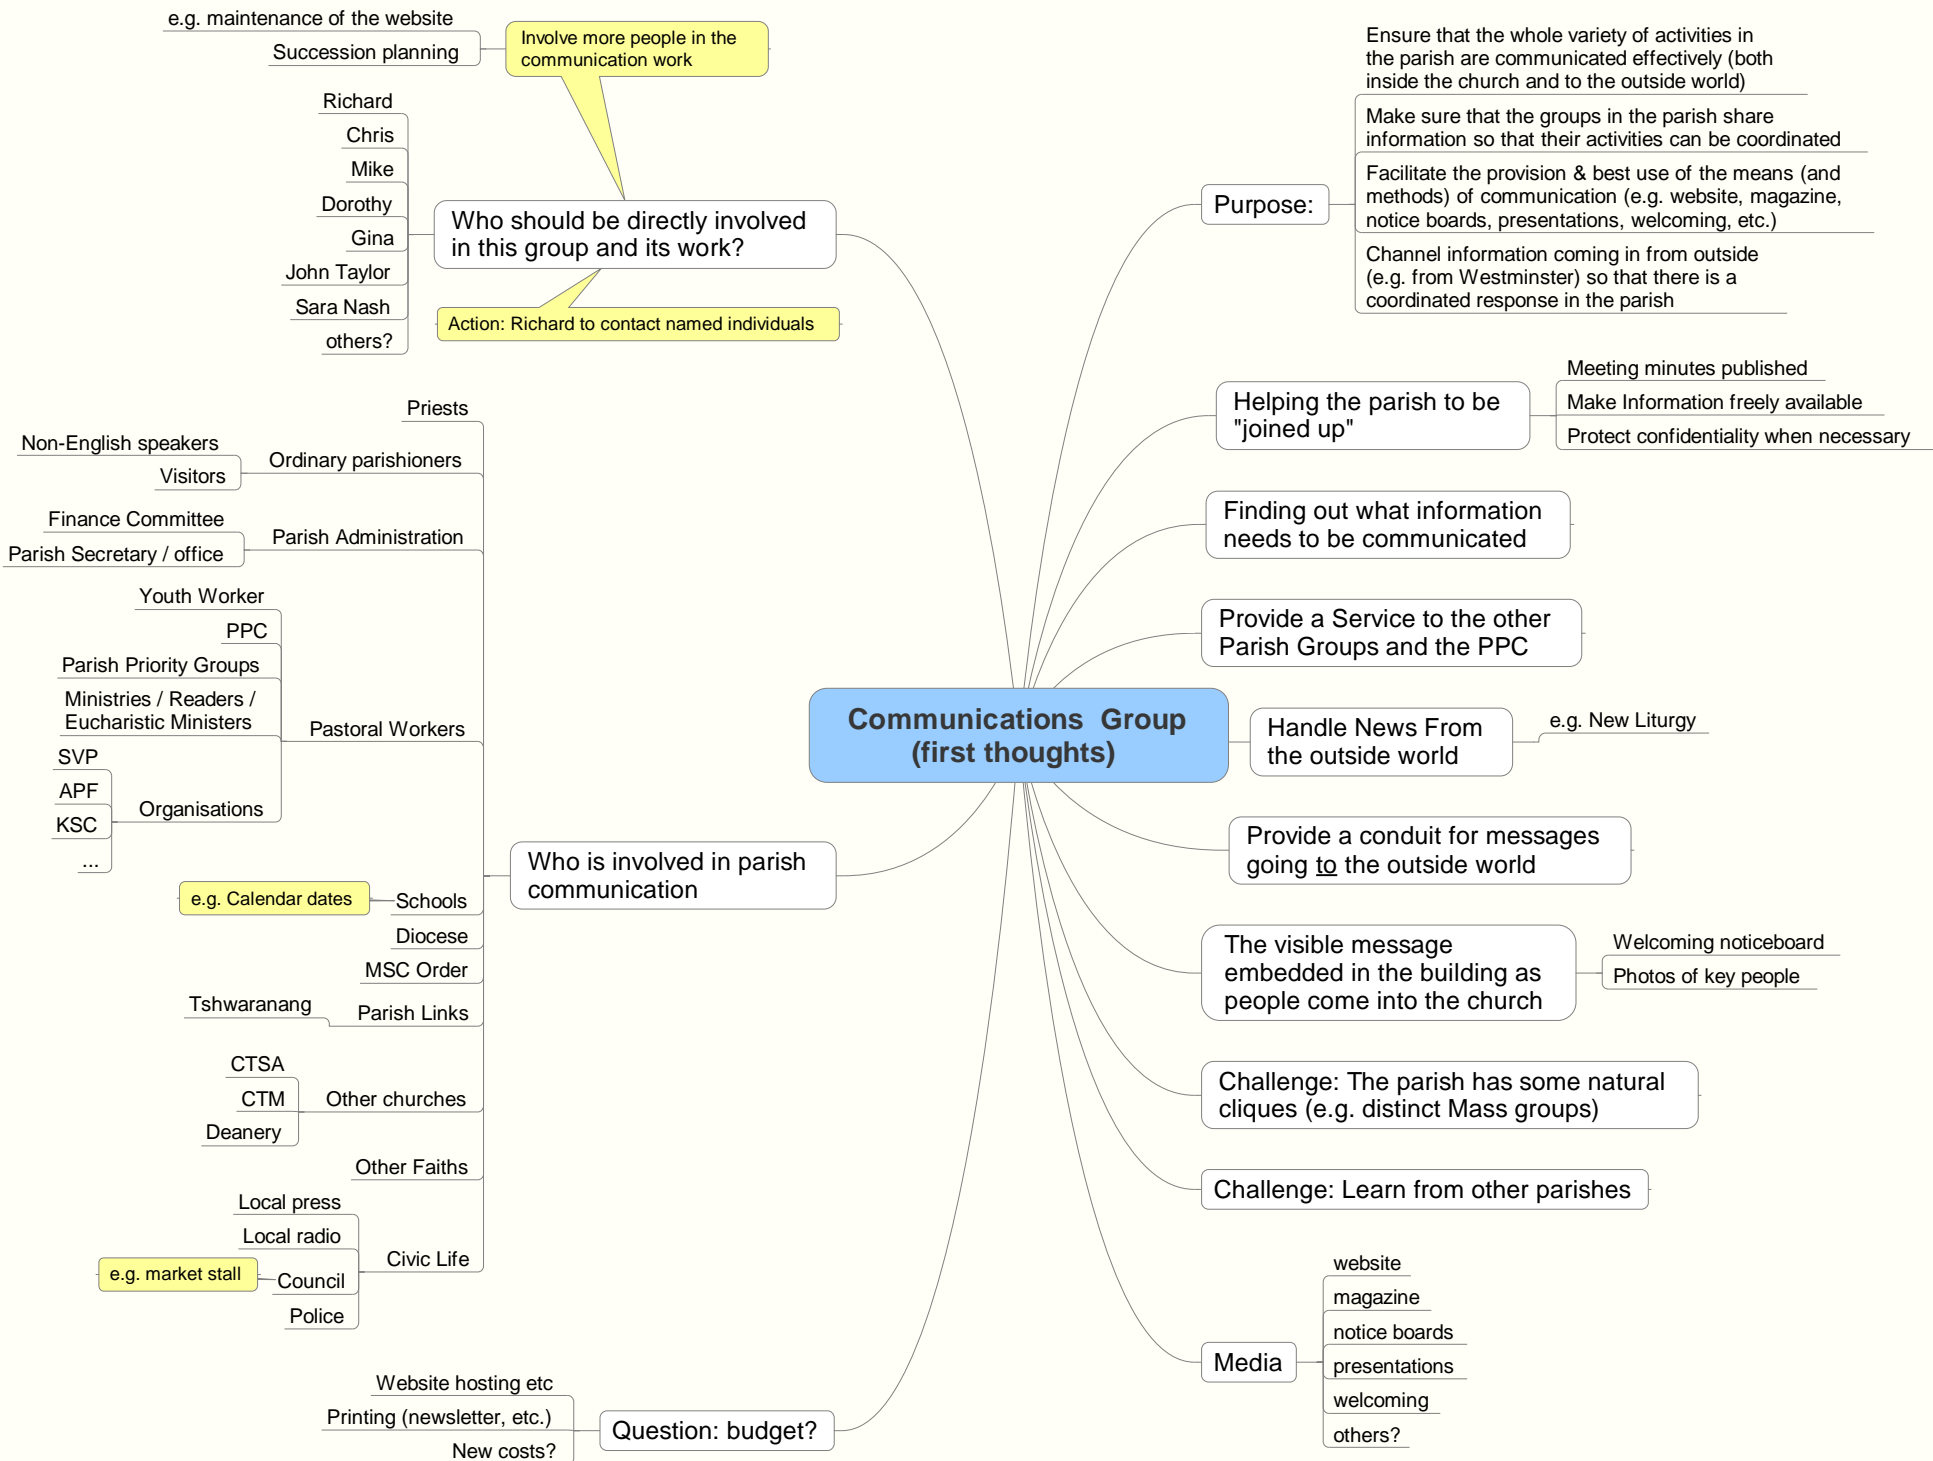 Communications  Group
(first thoughts)
Purpose:
Ensure that the whole variety of activities in
the parish are communicated effectively (both
inside the church and to the outside world)
Make sure that the groups in the parish share
information so that their activities can be coordinated
Facilitate the provision & best use of the means (and
methods) of communication (e.g. website, magazine,
notice boards, presentations, welcoming, etc.)
Channel information coming in from outside
(e.g. from Westminster) so that there is a
coordinated response in the parish
Helping the parish to be
"joined up"
Meeting minutes published
Make Information freely available
Protect confidentiality when necessary
Finding out what information
needs to be communicated
Provide a Service to the other
Parish Groups and the PPC
Handle News From
the outside world
e.g. New Liturgy
Provide a conduit for messages
going to the outside world
The visible message
embedded in the building as
people come into the church
Welcoming noticeboard
Photos of key people
Challenge: The parish has some natural
cliques (e.g. distinct Mass groups)
Challenge: Learn from other parishes
Media
website
magazine
notice boards
presentations
welcoming
others?
Involve more people in the
communication work
e.g. maintenance of the website
Succession planning
Who should be directly involved
in this group and its work?
Richard
Chris
Mike
Dorothy
Gina
John Taylor
Sara Nash
others?
Action: Richard to contact named individuals
Who is involved in parish
communication
Priests
Ordinary parishioners
Non-English speakers
Visitors
Parish Administration
Finance Committee
Parish Secretary / office
Pastoral Workers
Youth Worker
PPC
Parish Priority Groups
Ministries / Readers /
Eucharistic Ministers
Organisations
SVP
APF
KSC
...
Schools
e.g. Calendar dates
Diocese
MSC Order
Parish Links
Tshwaranang
Other churches
CTSA
CTM
Deanery
Other Faiths
Civic Life
Local press
Local radio
Council
e.g. market stall
Police
Question: budget?
Website hosting etc
Printing (newsletter, etc.)
New costs?